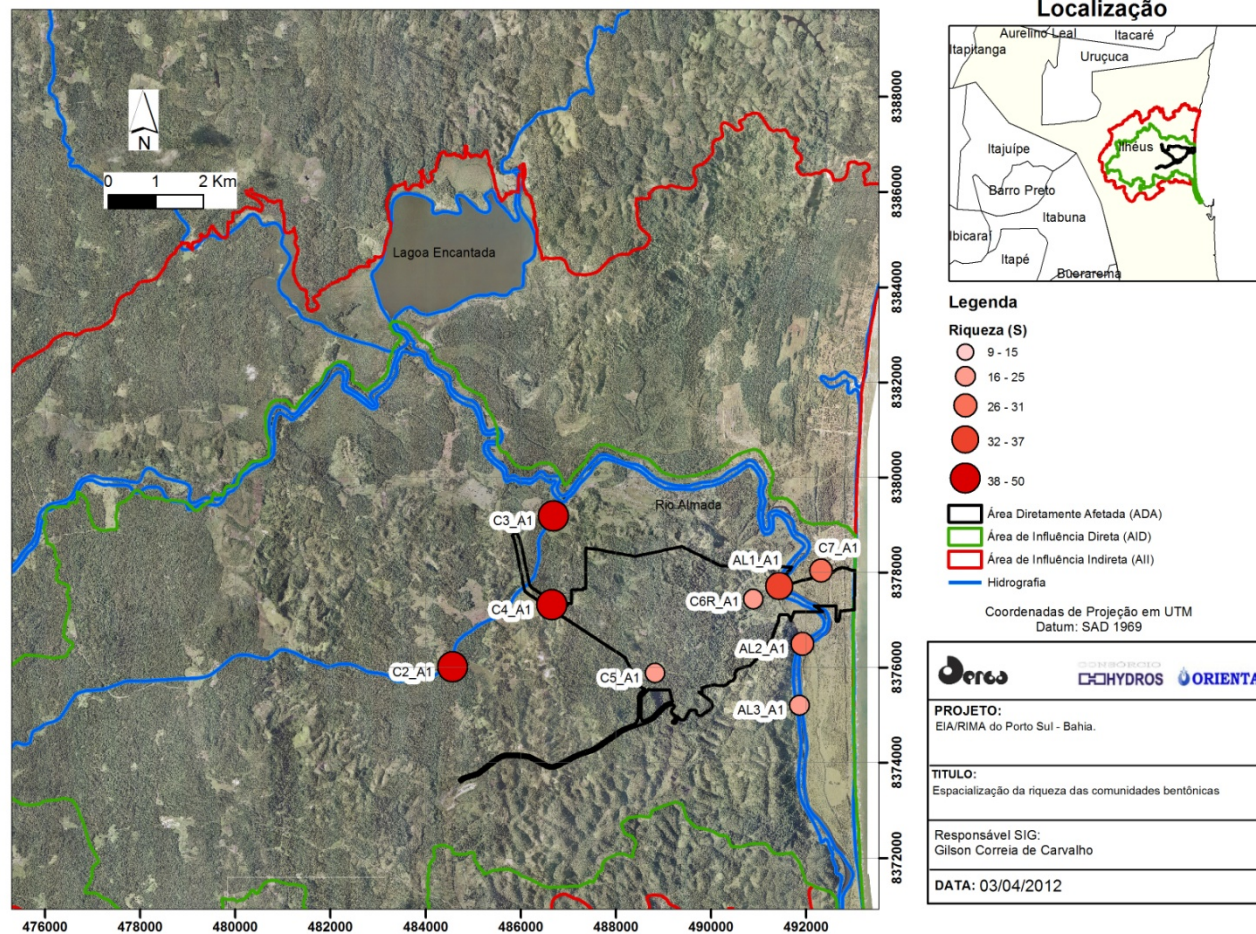 N
0 1 2 Km
Lagoa Encantada
Rio Almada
C3_A1
C4_A1
C2_A1
C5_A1
C6R_A1
AL1_A1
C7_A1
AL2_A1
AL3_A1
476000 478000 480000 482000 484000 486000 488000 490000 492000
8388000
8386000
8384000
8382000
8380000
8378000
8376000
8374000
8372000
Localização
Aurelino Leal
Itacaré
Itapitanga
Uruçuca
Itajuípe
Ilhéus
Barro Preto
Itabuna
Ibicaraí
Itapé
Buerarema
Legenda
Riqueza (S)
9 - 15
16 - 25
26 - 31
32 - 37
38 - 50
Área Diretamente Afetada (ADA)
Área de Influência Direta (AID)
Área de Influência Indireta (AII)
Hidrografia
Coordenadas de Projeção em UTM
Datum: SAD 1969
Derba
CONSÓRCIO
HYDROS ORIENTA
PROJETO:
EIA/RIMA do Porto Sul - Bahia.
TITULO:
Espacialização da riqueza das comunidades bentônicas
Responsável SIG:
Gilson Correia de Carvalho
DATA: 03/04/2012